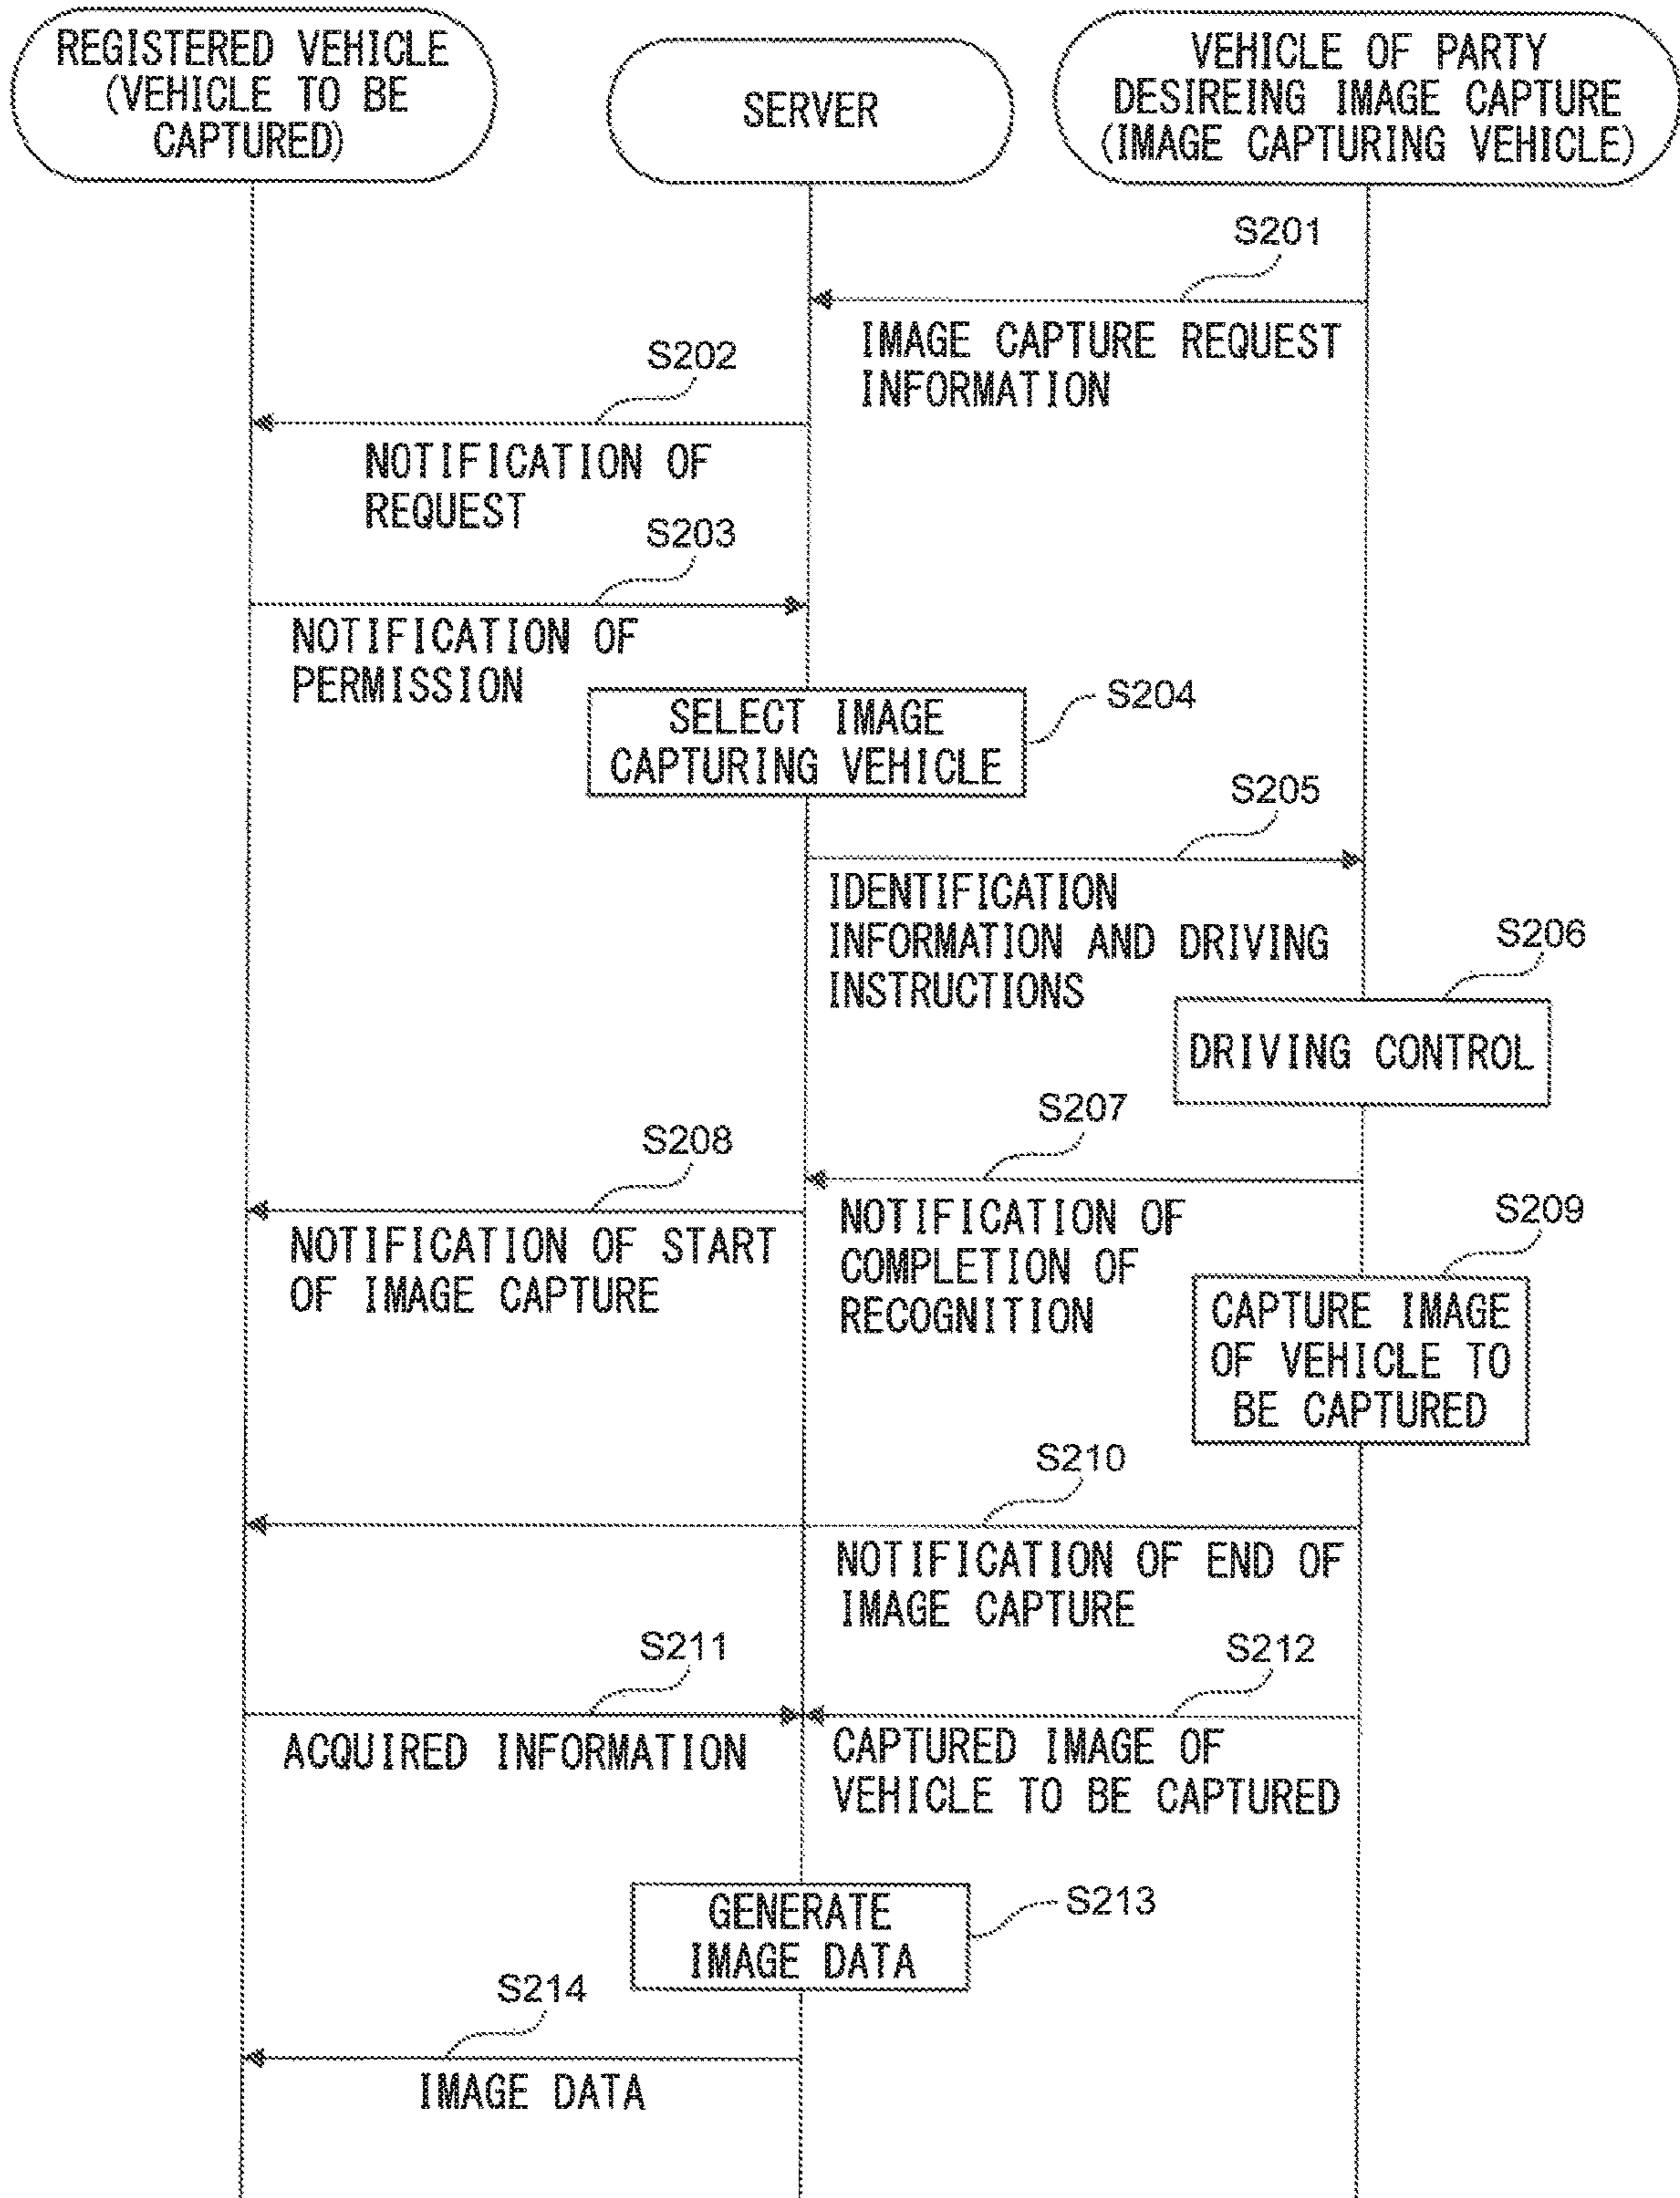 REGISTERED VEHICLE
(VEHICLE TO BE
CAPTURED)
SERVER
VEHICLE OF PARTY
DESIREING IMAGE CAPTURE
(IMAGE CAPTURING VEHICLE)
S201
IMAGE CAPTURE REQUEST
INFORMATION
S202
NOTIFICATION OF
REQUEST
S203
NOTIFICATION OF
PERMISSION
SELECT IMAGE
CAPTURING VEHICLE
S204
S205
IDENTIFICATION
INFORMATION AND DRIVING
INSTRUCTIONS
S206
DRIVING CONTROL
S207
NOTIFICATION OF
COMPLETION OF
RECOGNITION
S208
NOTIFICATION OF START
OF IMAGE CAPTURE
S209
CAPTURE IMAGE
OF VEHICLE TO
BE CAPTURED
S210
NOTIFICATION OF END OF
IMAGE CAPTURE
S211
ACQUIRED INFORMATION
S212
CAPTURED IMAGE OF
VEHICLE TO BE CAPTURED
GENERATE
IMAGE DATA
S213
S214
IMAGE DATA